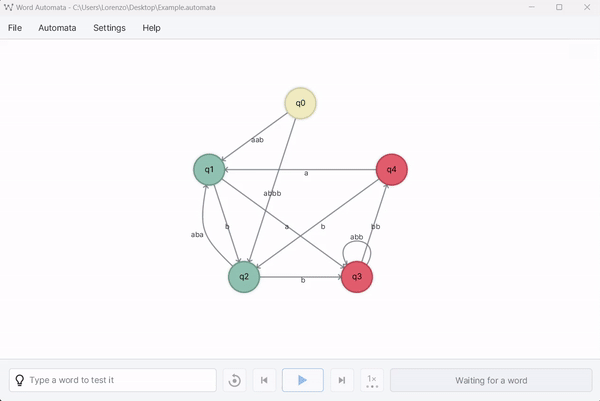 Word Automata - C:\Users\Lorenzo\Desktop\Example.automata
File Automata Settings Help
q0
aab
q1
q4
a
abbb
b
a
b
bb
aba
abb
q2
q3
b
Type a word to test it
1×
Waiting for a word